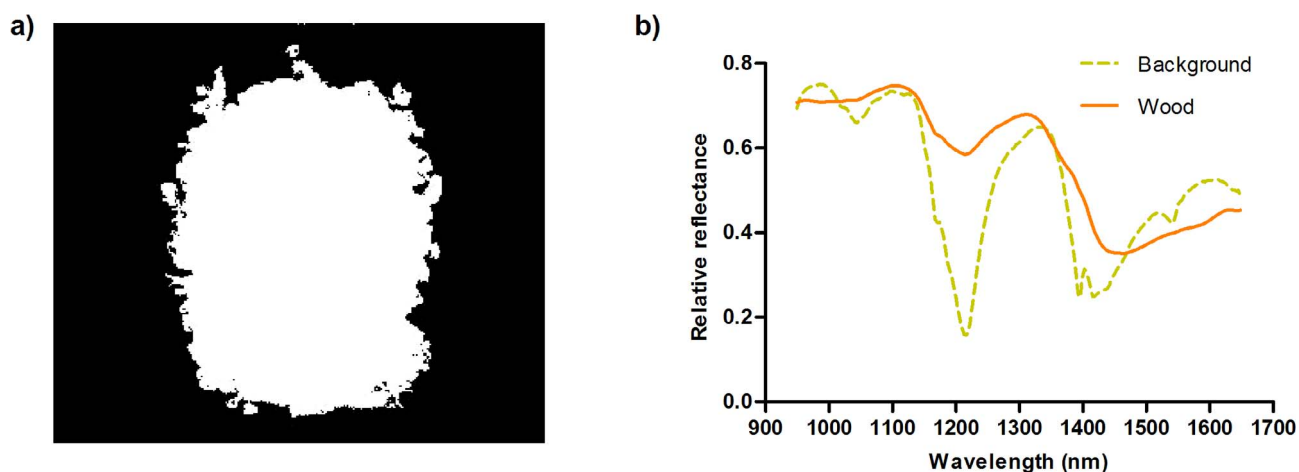 a)
b)
Background
Wood
Relative reflectance
0.8
0.6
0.4
0.2
0.0
900 1000 1100 1200 1300 1400 1500 1600 1700
Wavelength (nm)